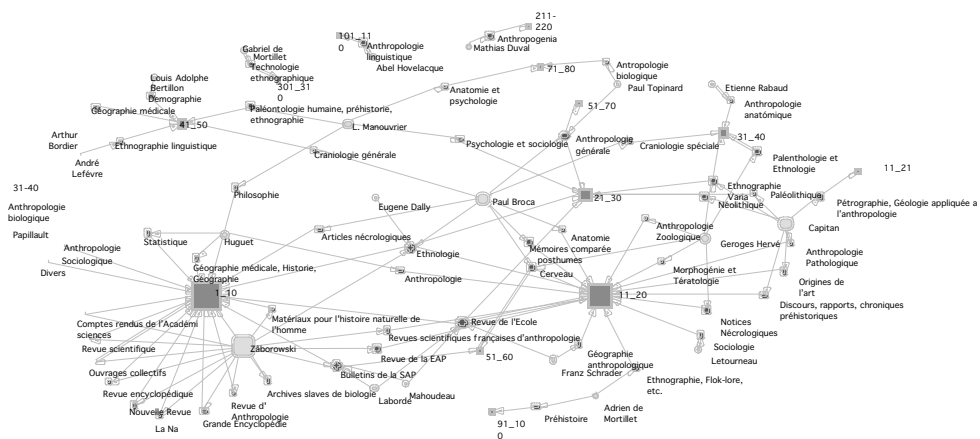 211-
220
Anthropogenia
Mathias Duval
101_11
0
Anthropologie
linguistique
Abel Hovelacque
Gabriel de
Mortillet
Technologie
ethnographique
301_31
0
71_80
Antropologie
biologique
Paul Topinard
Etienne Rabaud
Anthropologie
anatómique
Louis Adolphe
Bertillon
Démographie
Géographie médicale
41_50
Paléontologie humaine, préhistoire,
ethnographie
L. Manouvrier
Anatomie et
psychologie
51_70
31_40
Arthur
Bordier
Ethnographie linguistique
André
Lefévre
Craniologie générale
Psychologie et sociologie
Anthropologie
générale
Craniologie spéciale
Palenthologie et
Ethnologie
11_21
31-40
Anthropologie
biologique
Papillault
Philosophie
Eugene Dally
Paul Broca
21_30
Ethnographie
Varia
Néolithique
Paléolithique
Pétrographie, Géologie appliquée a
l'anthropologie
Capitan
Anthropologie
Sociologique
Divers
Statistique
Huguet
Articles nécrologiques
Ethnologie
Anatomie
Mémoires comparée
posthumes
Cerveau
Anthropologie
Zoologique
Geroges Hervé
Anthropologie
Pathologique
Géographie médicale, Historie,
Géographie
Anthropologie
Morphogénie et
Tératologie
Origines de
l'art
1_10
11_20
Discours, rapports, chroniques
préhistoriques
Comptes rendus de l'Académi
sciences
Matériaux pour l'histoire naturelle de
l'homme
Revue de l'Ecole
Revues scientifiques françaises d'anthropologie
Notices
Nécrologiques
Revue scientifique
Záborowski
Revue de la EAP
51_60
Géographie
anthropologique
Franz Schrader
Sociologie
Letourneau
Ouvrages collectifs
Bulletins de la SAP
Ethnographie, Flok-lore,
etc.
Revue encyclopédique
Archives slaves de biologie
Laborde
Mahoudeau
Nouvelle Revue
Revue d'
Anthropologie
La Na
Grande Encyclopédie
91_10
0
Préhistoire
Adrien de
Mortillet